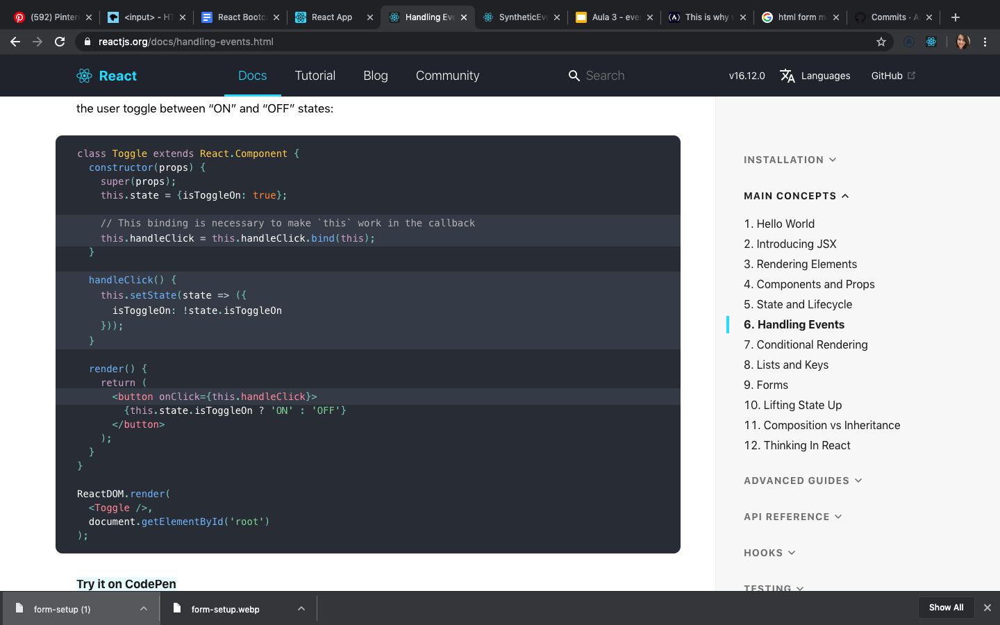 (592) Pinter
<input> - HT
React Bootc
React App
Handling Eve
SyntheticEve
Aula 3 - eve
This is why w
html form m
Commits · A
reactjs.org/docs/handling-events.html
React
Docs
Tutorial
Blog
Community
Search
v16.12.0
Languages
GitHub
the user toggle between “ON” and “OFF” states:
class Toggle extends React.Component {
  constructor(props) {
    super(props);
    this.state = {isToggleOn: true};
    // This binding is necessary to make `this` work in the callback
    this.handleClick = this.handleClick.bind(this);
  }
  handleClick() {
    this.setState(state => ({
      isToggleOn: !state.isToggleOn
    }));
  }
  render() {
    return (
      <button onClick={this.handleClick}>
        {this.state.isToggleOn ? 'ON' : 'OFF'}
      </button>
    );
  }
}
ReactDOM.render(
  <Toggle />,
  document.getElementById('root')
);
Try it on CodePen
INSTALLATION
MAIN CONCEPTS
1. Hello World
2. Introducing JSX
3. Rendering Elements
4. Components and Props
5. State and Lifecycle
6. Handling Events
7. Conditional Rendering
8. Lists and Keys
9. Forms
10. Lifting State Up
11. Composition vs Inheritance
12. Thinking In React
ADVANCED GUIDES
API REFERENCE
HOOKS
TESTING
form-setup (1)
form-setup.webp
Show All